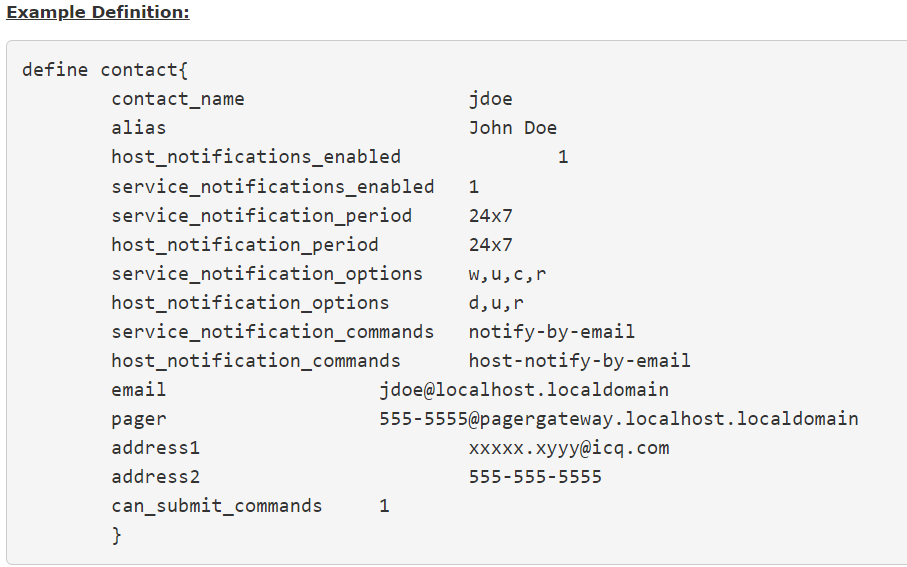 Example Definition:
define contact{
        contact_name                    jdoe
        alias                           John Doe
        host_notifications_enabled              1
        service_notifications_enabled   1
        service_notification_period     24x7
        host_notification_period        24x7
        service_notification_options    w,u,c,r
        host_notification_options       d,u,r
        service_notification_commands   notify-by-email
        host_notification_commands      host-notify-by-email
        email                   jdoe@localhost.localdomain
        pager                   555-5555@pagergateway.localhost.localdomain
        address1                        xxxxx.xyyy@icq.com
        address2                        555-555-5555
        can_submit_commands     1
        }